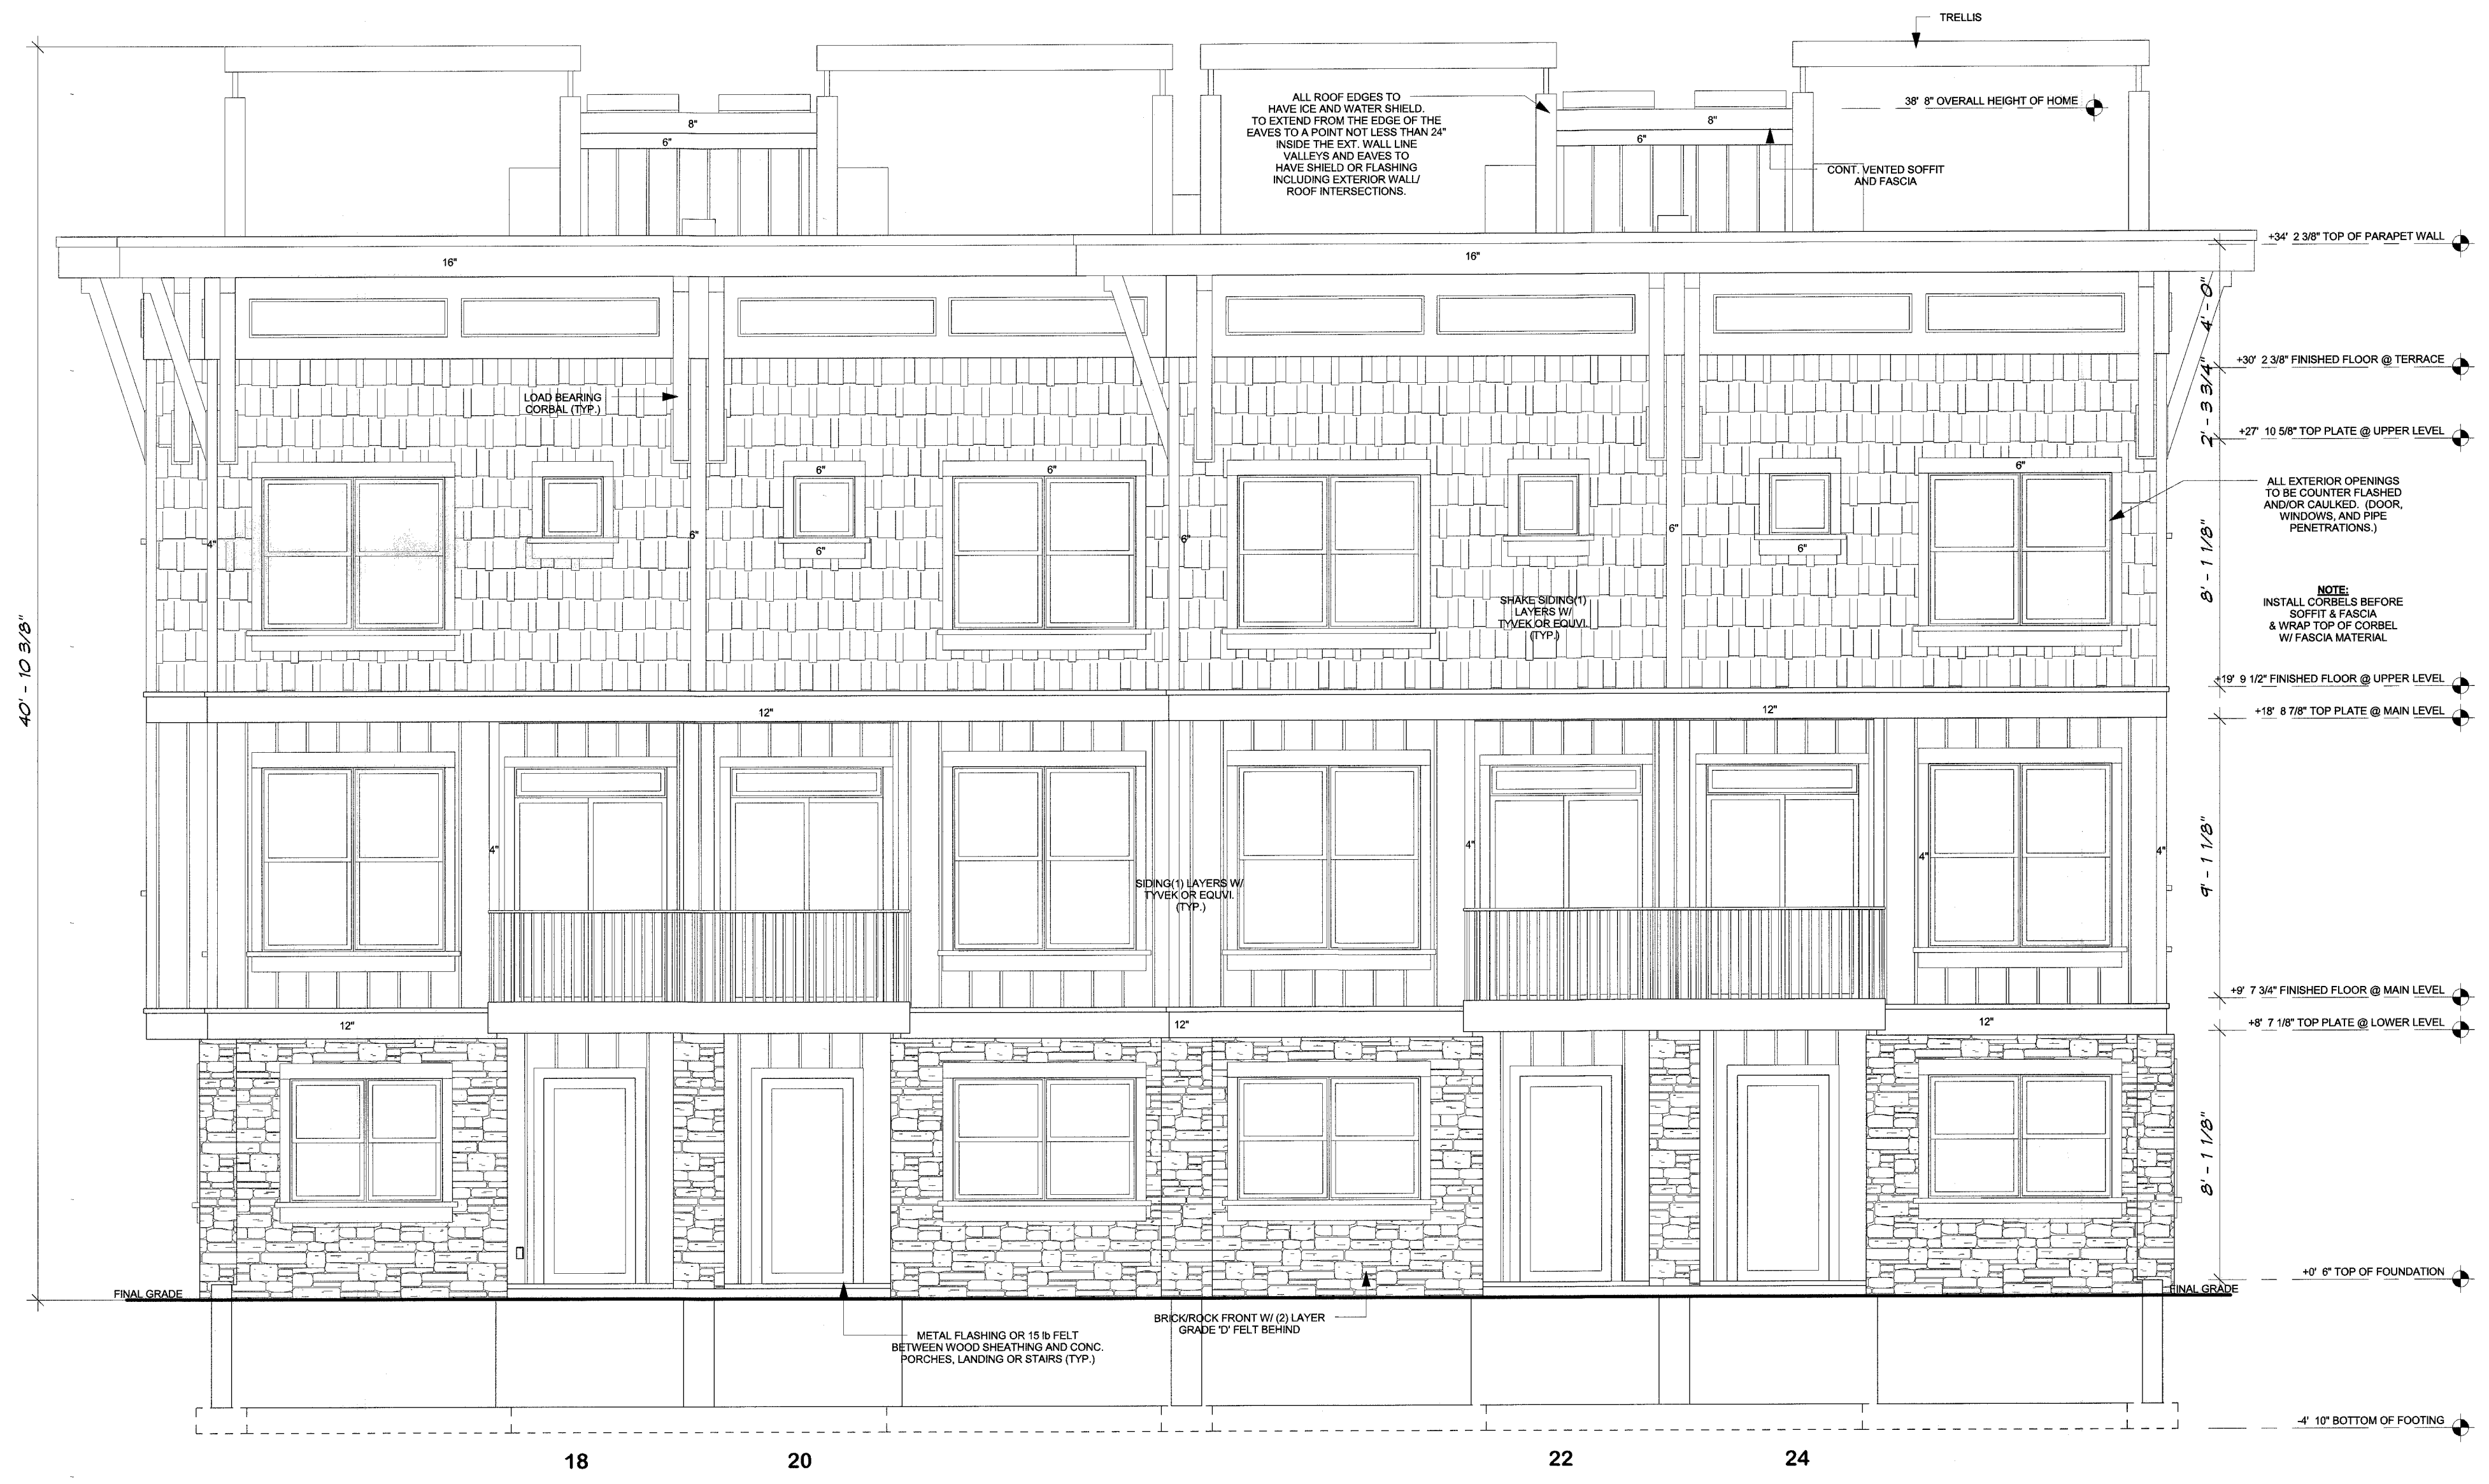 TRELLIS
ALL ROOF EDGES TO
HAVE ICE AND WATER SHIELD.
TO EXTEND FROM THE EDGE OF THE
EAVES TO A POINT NOT LESS THAN 24"
INSIDE THE EXT. WALL LINE
VALLEYS AND EAVES TO
HAVE SHIELD OR FLASHING
INCLUDING EXTERIOR WALL/
ROOF INTERSECTIONS.
38' 8" OVERALL HEIGHT OF HOME
8"
6"
8"
6"
CONT. VENTED SOFFIT
AND FASCIA
+34' 2 3/8" TOP OF PARAPET WALL
16"
16"
4' - 0"
+30' 2 3/8" FINISHED FLOOR @ TERRACE
LOAD BEARING
CORBAL (TYP.)
2' - 3 3/4"
+27' 10 5/8" TOP PLATE @ UPPER LEVEL
6"
6"
6"
ALL EXTERIOR OPENINGS
TO BE COUNTER FLASHED
AND/OR CAULKED. (DOOR,
WINDOWS, AND PIPE
PENETRATIONS.)
4"
6"
6"
6"
6"
6"
8' - 1 1/8"
NOTE:
INSTALL CORBELS BEFORE
SOFFIT & FASCIA
& WRAP TOP OF CORBEL
W/ FASCIA MATERIAL
SHAKE SIDING(1)
LAYERS W/
TYVEK OR EQUVI.
(TYP.)
40' - 10 3/8"
+19' 9 1/2" FINISHED FLOOR @ UPPER LEVEL
12"
12"
+18' 8 7/8" TOP PLATE @ MAIN LEVEL
4"
4"
4"
4"
9' - 1 1/8"
SIDING(1) LAYERS W/
TYVEK OR EQUVI.
(TYP.)
+9' 7 3/4" FINISHED FLOOR @ MAIN LEVEL
12"
12"
12"
+8' 7 1/8" TOP PLATE @ LOWER LEVEL
8' - 1 1/8"
+0' 6" TOP OF FOUNDATION
FINAL GRADE
FINAL GRADE
BRICK/ROCK FRONT W/ (2) LAYER
GRADE 'D' FELT BEHIND
METAL FLASHING OR 15 lb FELT
BETWEEN WOOD SHEATHING AND CONC.
PORCHES, LANDING OR STAIRS (TYP.)
-4' 10" BOTTOM OF FOOTING
18
20
22
24